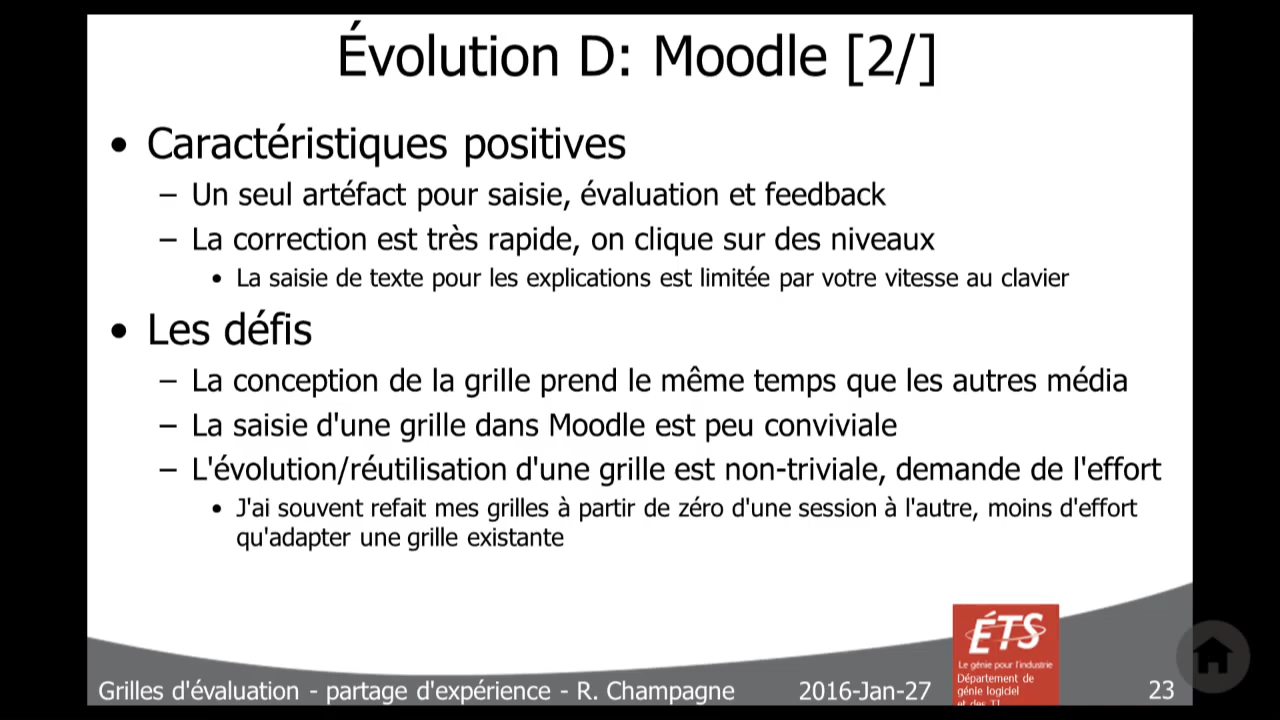 Évolution D: Moodle [2/]
• Caractéristiques positives
– Un seul artéfact pour saisie, évaluation et feedback
– La correction est très rapide, on clique sur des niveaux
• La saisie de texte pour les explications est limitée par votre vitesse au clavier
• Les défis
– La conception de la grille prend le même temps que les autres média
– La saisie d'une grille dans Moodle est peu conviviale
– L'évolution/réutilisation d'une grille est non-triviale, demande de l'effort
• J'ai souvent refait mes grilles à partir de zéro d'une session à l'autre, moins d'effort
qu'adapter une grille existante
ÉTS
Le génie pour l'industrie
Département de
génie logiciel
et des TI
Grilles d'évaluation - partage d'expérience - R. Champagne
2016-Jan-27
23